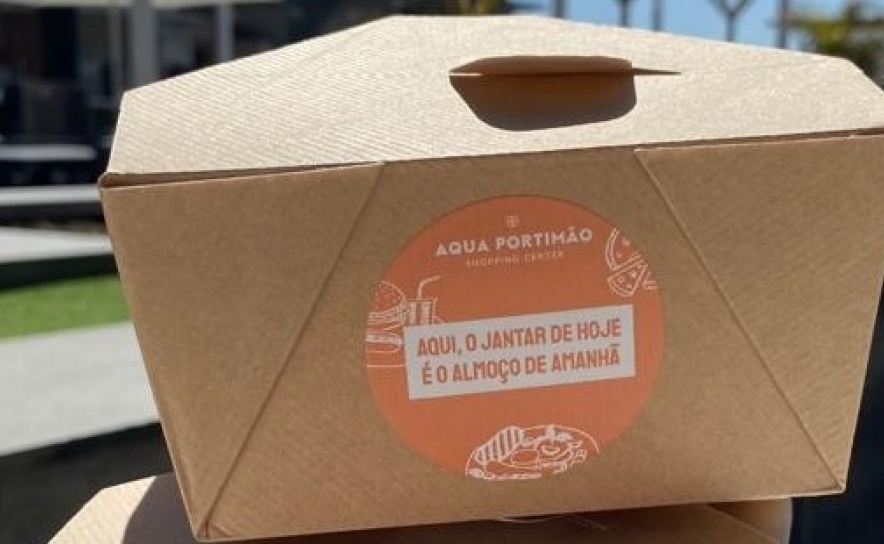 AQUA PORTIMÃO
SHOPPING CENTER
AQUI, O JANTAR DE HOJE
É O ALMOÇO DE AMANHÃ